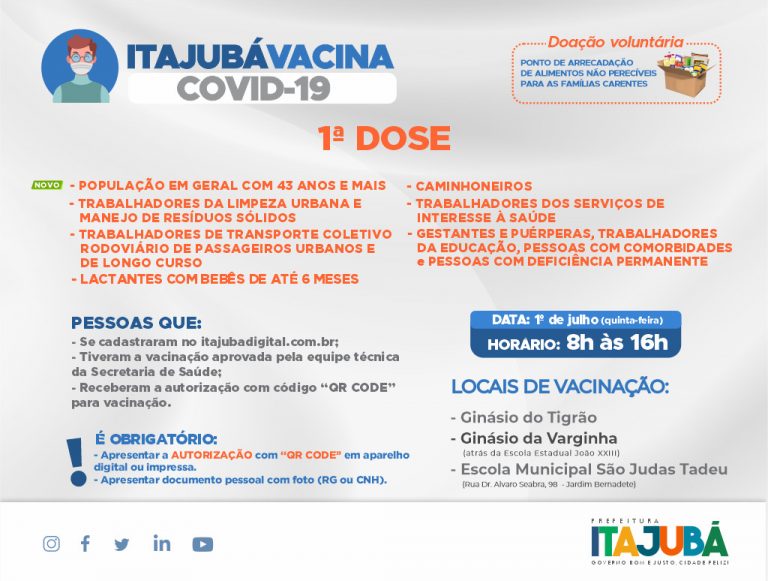 ITAJUBÁVACINA
COVID-19
Doação voluntária
PONTO DE ARRECADAÇÃO
DE ALIMENTOS NÃO PERECÍVEIS
PARA AS FAMÍLIAS CARENTES
1ª DOSE
NOVO - POPULAÇÃO EM GERAL COM 43 ANOS E MAIS
- TRABALHADORES DA LIMPEZA URBANA E
MANEJO DE RESÍDUOS SÓLIDOS
- TRABALHADORES DE TRANSPORTE COLETIVO
RODOVIÁRIO DE PASSAGEIROS URBANOS E
DE LONGO CURSO
- LACTANTES COM BEBÊS DE ATÉ 6 MESES
- CAMINHONEIROS
- TRABALHADORES DOS SERVIÇOS DE
INTERESSE À SAÚDE
- GESTANTES E PUÉRPERAS, TRABALHADORES
DA EDUCAÇÃO, PESSOAS COM COMORBIDADES
e PESSOAS COM DEFICIÊNCIA PERMANENTE
PESSOAS QUE:
- Se cadastraram no itajubadigital.com.br;
- Tiveram a vacinação aprovada pela equipe técnica
da Secretaria de Saúde;
- Receberam a autorização com código “QR CODE”
para vacinação.
É OBRIGATÓRIO:
- Apresentar a AUTORIZAÇÃO com “QR CODE” em aparelho
digital ou impressa.
- Apresentar documento pessoal com foto (RG ou CNH).
DATA: 1º de julho (quinta-feira)
HORÁRIO: 8h às 16h
LOCAIS DE VACINAÇÃO:
- Ginásio do Tigrão
- Ginásio da Varginha
(atrás da Escola Estadual João XXIII)
- Escola Municipal São Judas Tadeu
(Rua Dr. Alvaro Seabra, 98 - Jardim Bernadete)
PREFEITURA
ITAJUBÁ
GOVERNO BOM E JUSTO, CIDADE FELIZ!